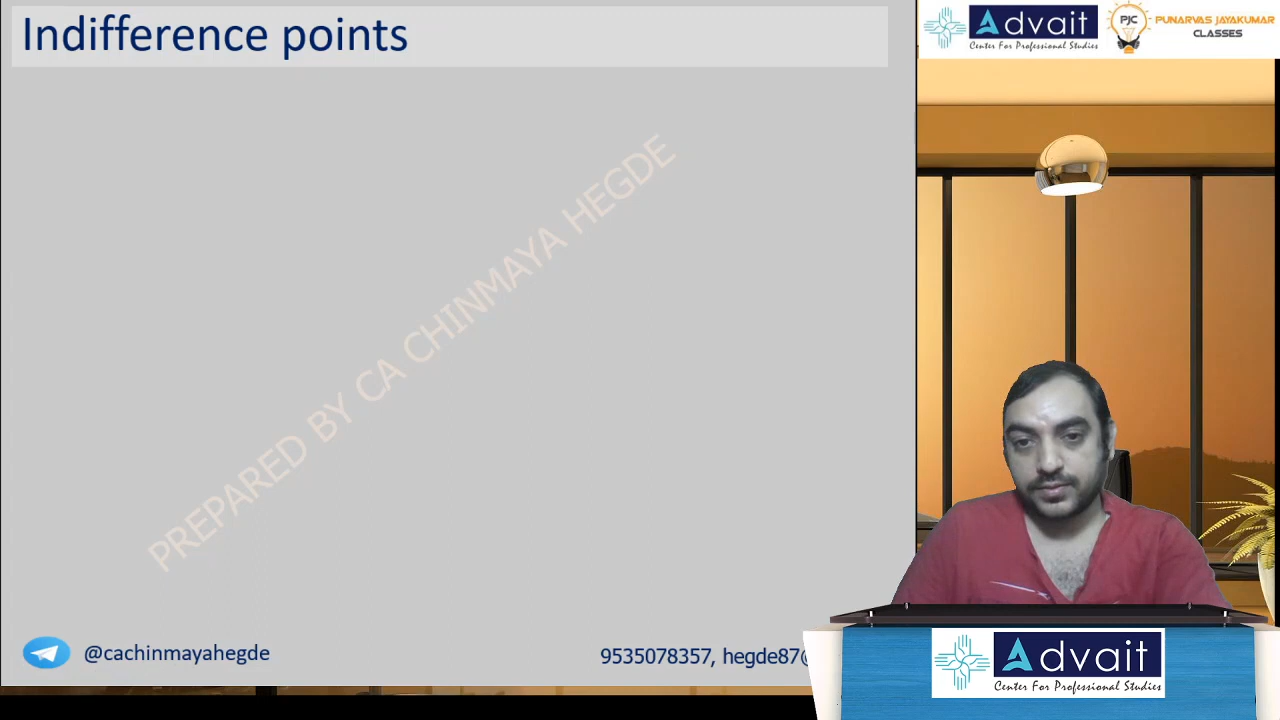 Indifference points
Advait
Center For Professional Studies
PJC
PUNARVAS JAYAKUMAR
CLASSES
PREPARED BY CA CHINMAYA HEGDE
@cachinmayahegde
9535078357, hegde87@
Advait
Center For Professional Studies